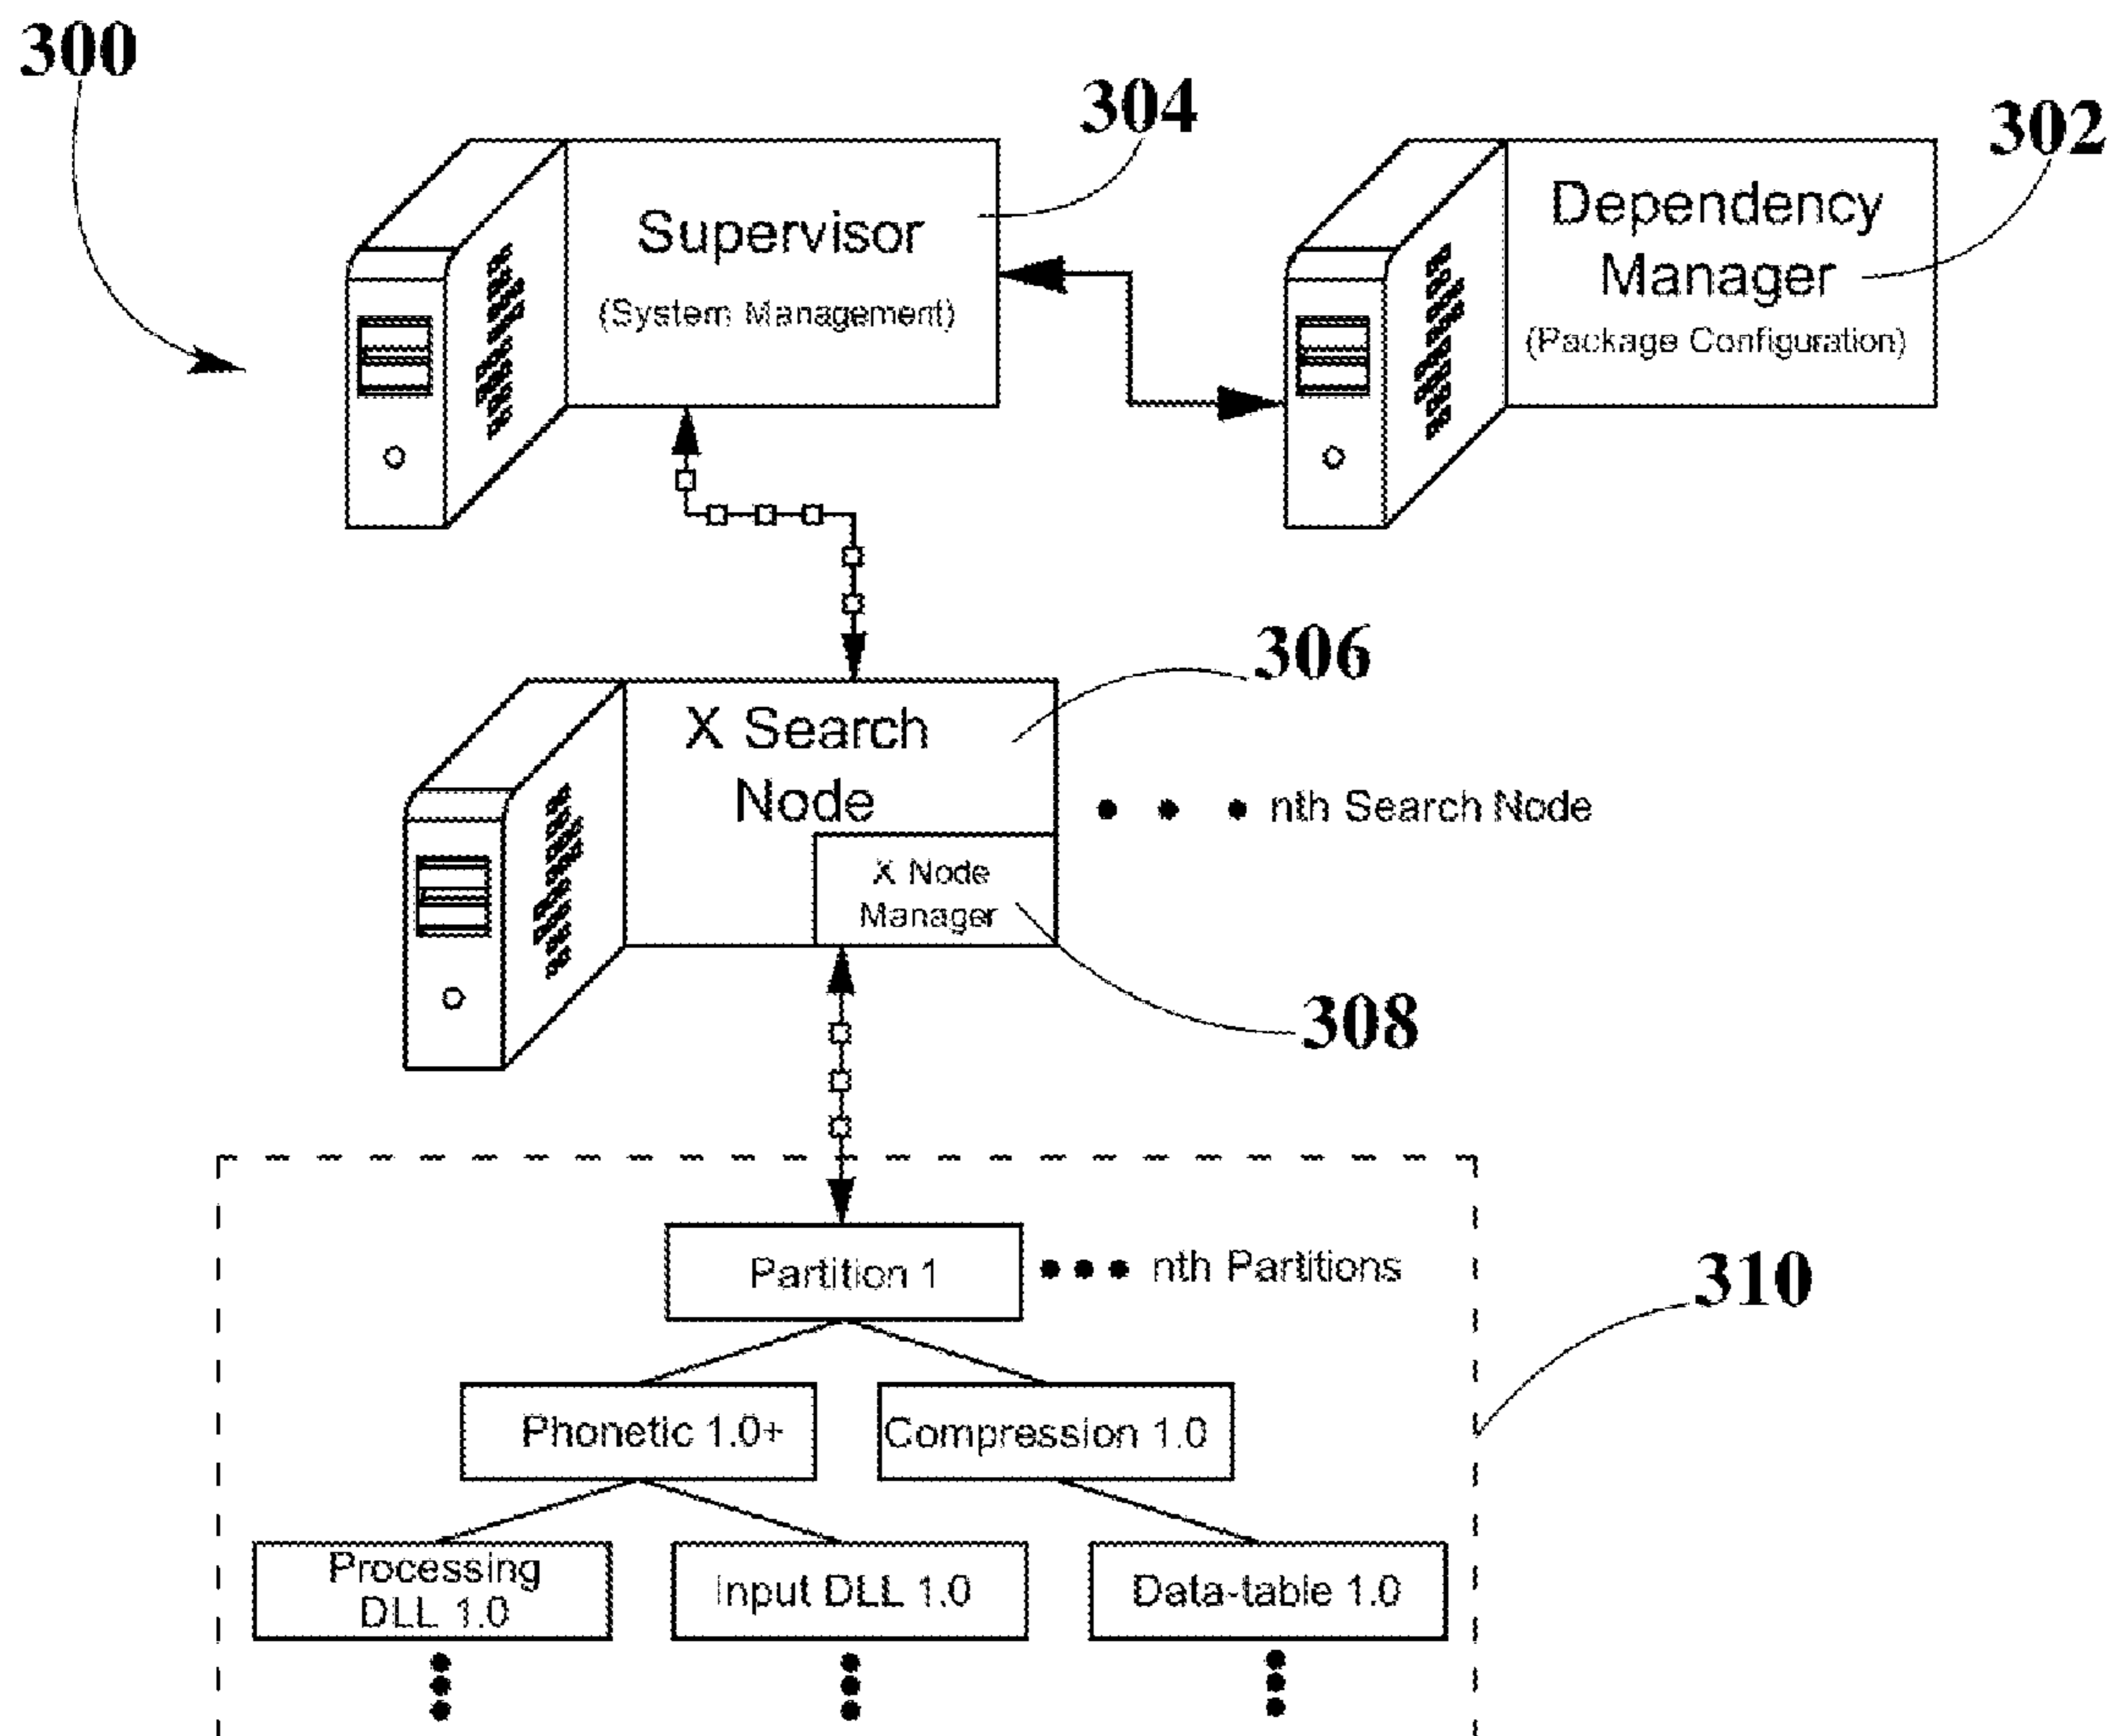 300
304
302
Supervisor
(System Management)
Dependency
Manager
(Package Configuration)
306
X Search
Node
nth Search Node
X Node
Manager
308
Partition 1
nth Partitions
310
Phonetic 1.0+
Compression 1.0
Processing
DLL 1.0
Input DLL 1.0
Data-table 1.0